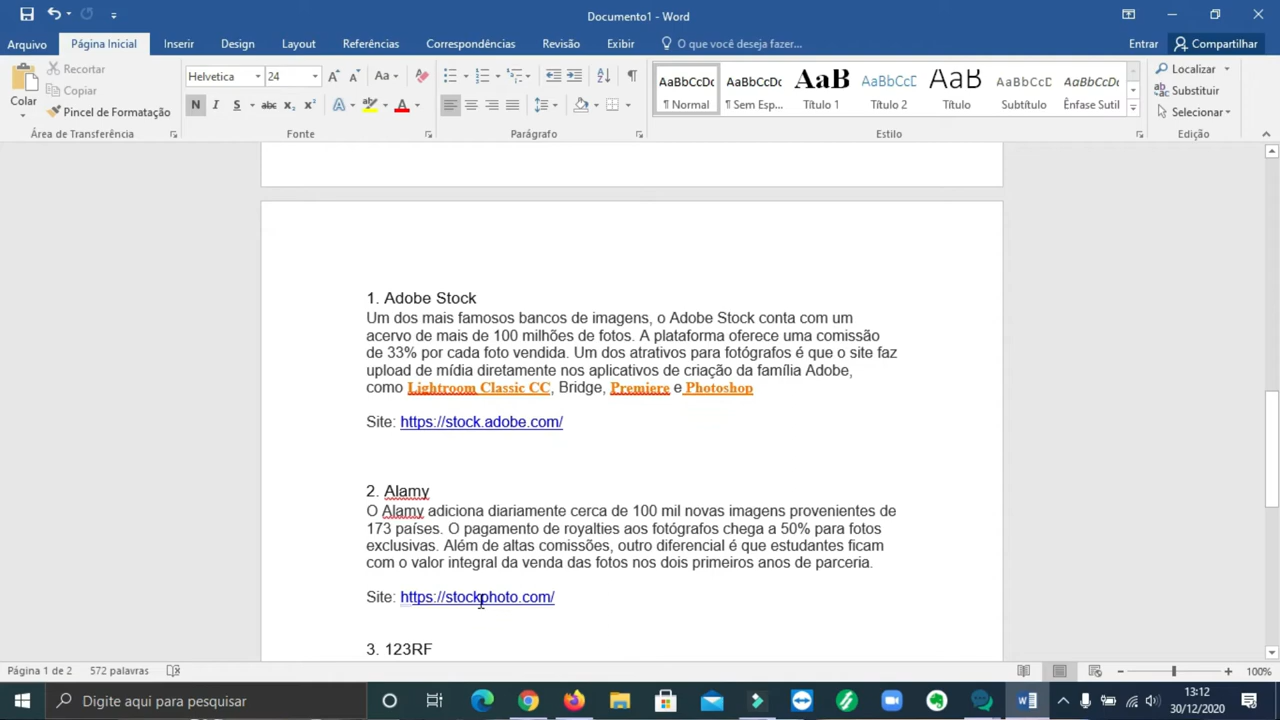 Documento1 - Word
Arquivo
Página Inicial
Inserir
Design
Layout
Referências
Correspondências
Revisão
Exibir
O que você deseja fazer...
Entrar
Compartilhar
Colar
Recortar
Copiar
Pincel de Formatação
Área de Transferência
Helvetica
24
Aa
N I S abc x₂ x²
A A
Fonte
Parágrafo
AaBbCcDc
¶ Normal
AaBbCcDc
¶ Sem Esp...
AaB
Título 1
AaBbCcI
Título 2
AaB
Título
AaBbCcD
Subtítulo
AaBbCcD
Ênfase Sutil
Estilo
Localizar
Substituir
Selecionar
Edição
1. Adobe Stock
Um dos mais famosos bancos de imagens, o Adobe Stock conta com um
acervo de mais de 100 milhões de fotos. A plataforma oferece uma comissão
de 33% por cada foto vendida. Um dos atrativos para fotógrafos é que o site faz
upload de mídia diretamente nos aplicativos de criação da família Adobe,
como Lightroom Classic CC, Bridge, Premiere e Photoshop
Site: https://stock.adobe.com/
2. Alamy
O Alamy adiciona diariamente cerca de 100 mil novas imagens provenientes de
173 países. O pagamento de royalties aos fotógrafos chega a 50% para fotos
exclusivas. Além de altas comissões, outro diferencial é que estudantes ficam
com o valor integral da venda das fotos nos dois primeiros anos de parceria.
Site: https://stockphoto.com/
3. 123RF
Página 1 de 2
572 palavras
100%
Digite aqui para pesquisar
13:12
30/12/2020